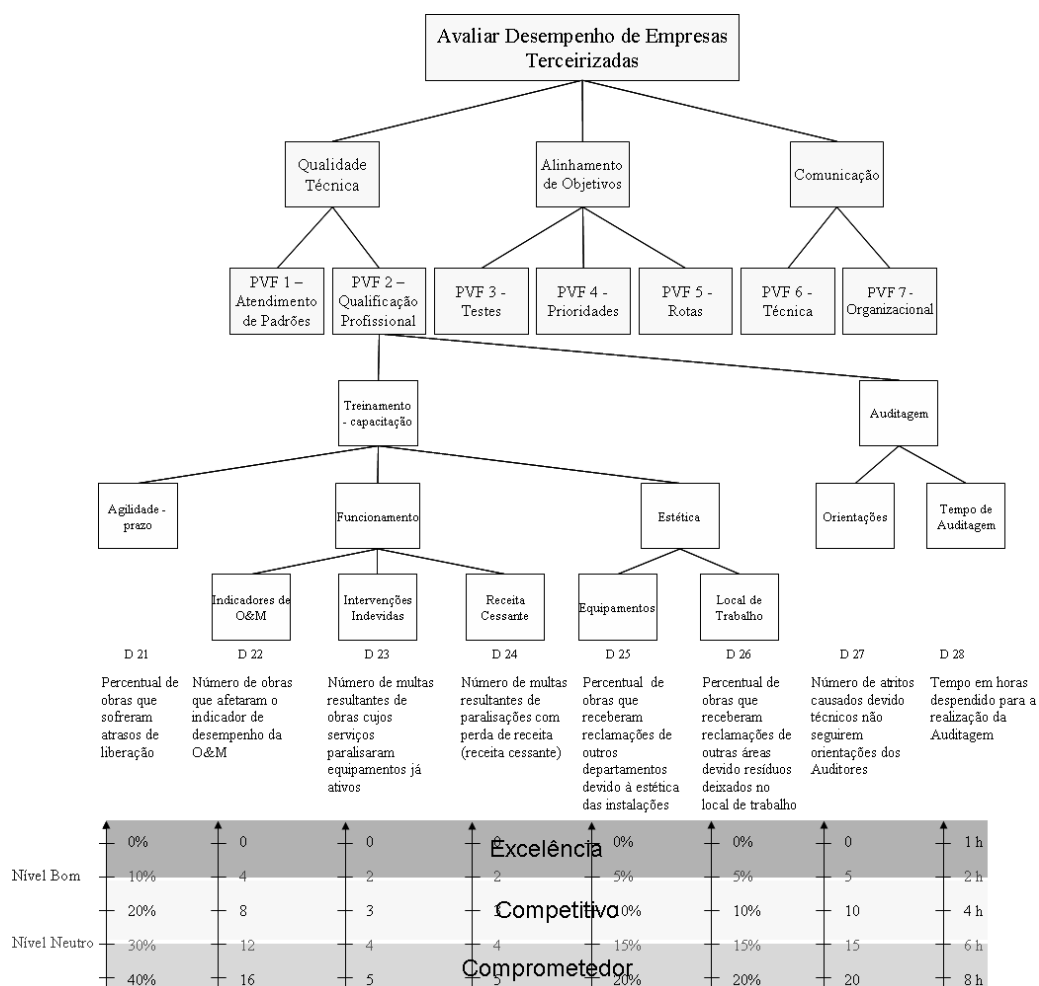 Avaliar Desempenho de Empresas
Terceirizadas
Qualidade
Técnica
Alinhamento
de Objetivos
Comunicação
PVF 1 –
Atendimento
de Padrões
PVF 2 –
Qualificação
Profissional
PVF 3 -
Testes
PVF 4 -
Prioridades
PVF 5 -
Rotas
PVF 6 -
Técnica
PVF 7-
Organizacional
Treinamento
- capacitação
Auditagem
Agilidade -
prazo
Funcionamento
Estética
Orientações
Tempo de
Auditagem
Indicadores de
O&M
Intervenções
Indevidas
Receita
Cessante
Equipamentos
Local de
Trabalho
D 21
Percentual de
obras que
sofreram
atrasos de
liberação
D 22
Número de obras
que afetaram o
indicador de
desempenho da
O&M
D 23
Número de multas
resultantes de
obras cujos
serviços
paralisaram
equipamentos já
ativos
D 24
Número de multas
resultantes de
paralisações com
perda de receita
(receita cessante)
D 25
Percentual de
obras que
receberam
reclamações de
outros
departamentos
devido à estética
das instalações
D 26
Percentual de
obras que
receberam
reclamações de
outras áreas
devido resíduos
deixados no
local de trabalho
D 27
Número de atritos
causados devido
técnicos não
seguirem
orientações dos
Auditores
D 28
Tempo em horas
despendido para a
realização da
Auditagem
0% 0 0 0 0% 0% 0 1 h
Excelência
Nível Bom 10% 4 2 2 5% 5% 5 2 h
20% 8 3 3 10% 10% 10 4 h
Competitivo
Nível Neutro 30% 12 4 4 15% 15% 15 6 h
40% 16 5 5 20% 20% 20 8 h
Comprometedor